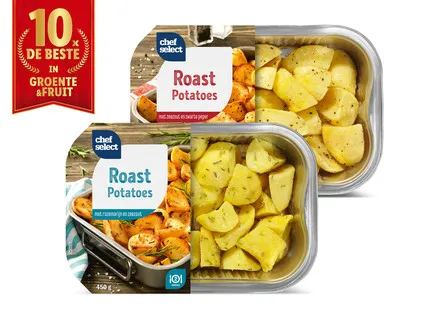 10x
DE BESTE
IN
GROENTE
&FRUIT
chef
select
Roast
Potatoes
met zeezout en zwarte peper
chef
select
Roast
Potatoes
met rozemarijn en zeezout
450 g